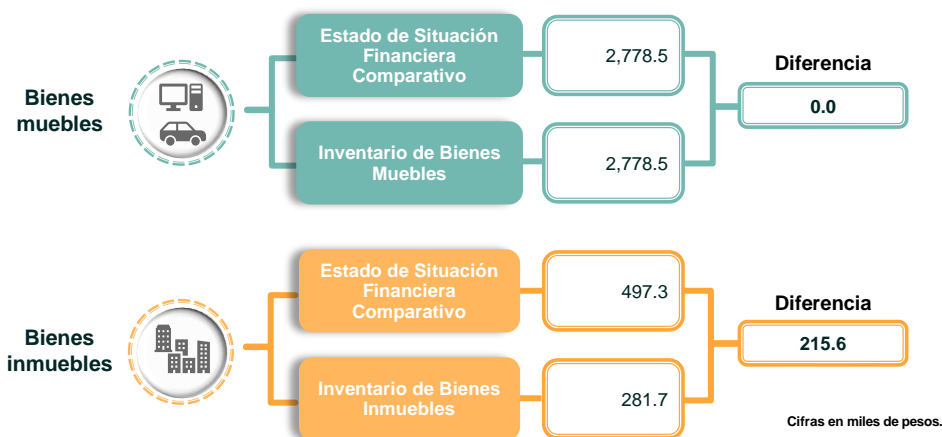 Bienes
muebles
Estado de Situación
Financiera
Comparativo
2,778.5
Inventario de Bienes
Muebles
2,778.5
Diferencia
0.0
Bienes
inmuebles
Estado de Situación
Financiera
Comparativo
497.3
Inventario de Bienes
Inmuebles
281.7
Diferencia
215.6
Cifras en miles de pesos.